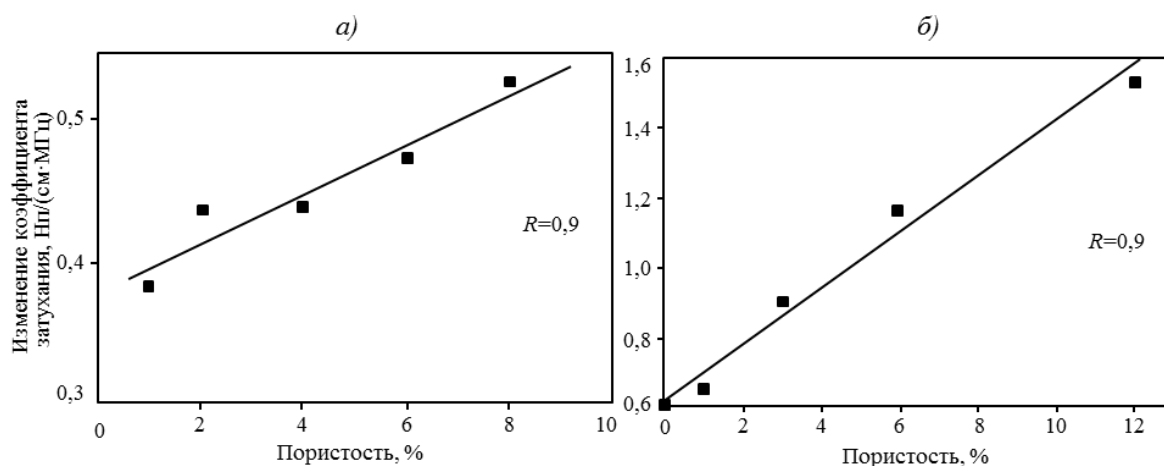 а)
Изменение коэффициента
затухания, Нп/(см·МГц)
0,5
0,4
0,3
R=0,9
0 2 4 6 8 10
Пористость, %
б)
1,6
1,4
1,2
1,0
0,8
0,6
R=0,9
0 2 4 6 8 10 12
Пористость, %